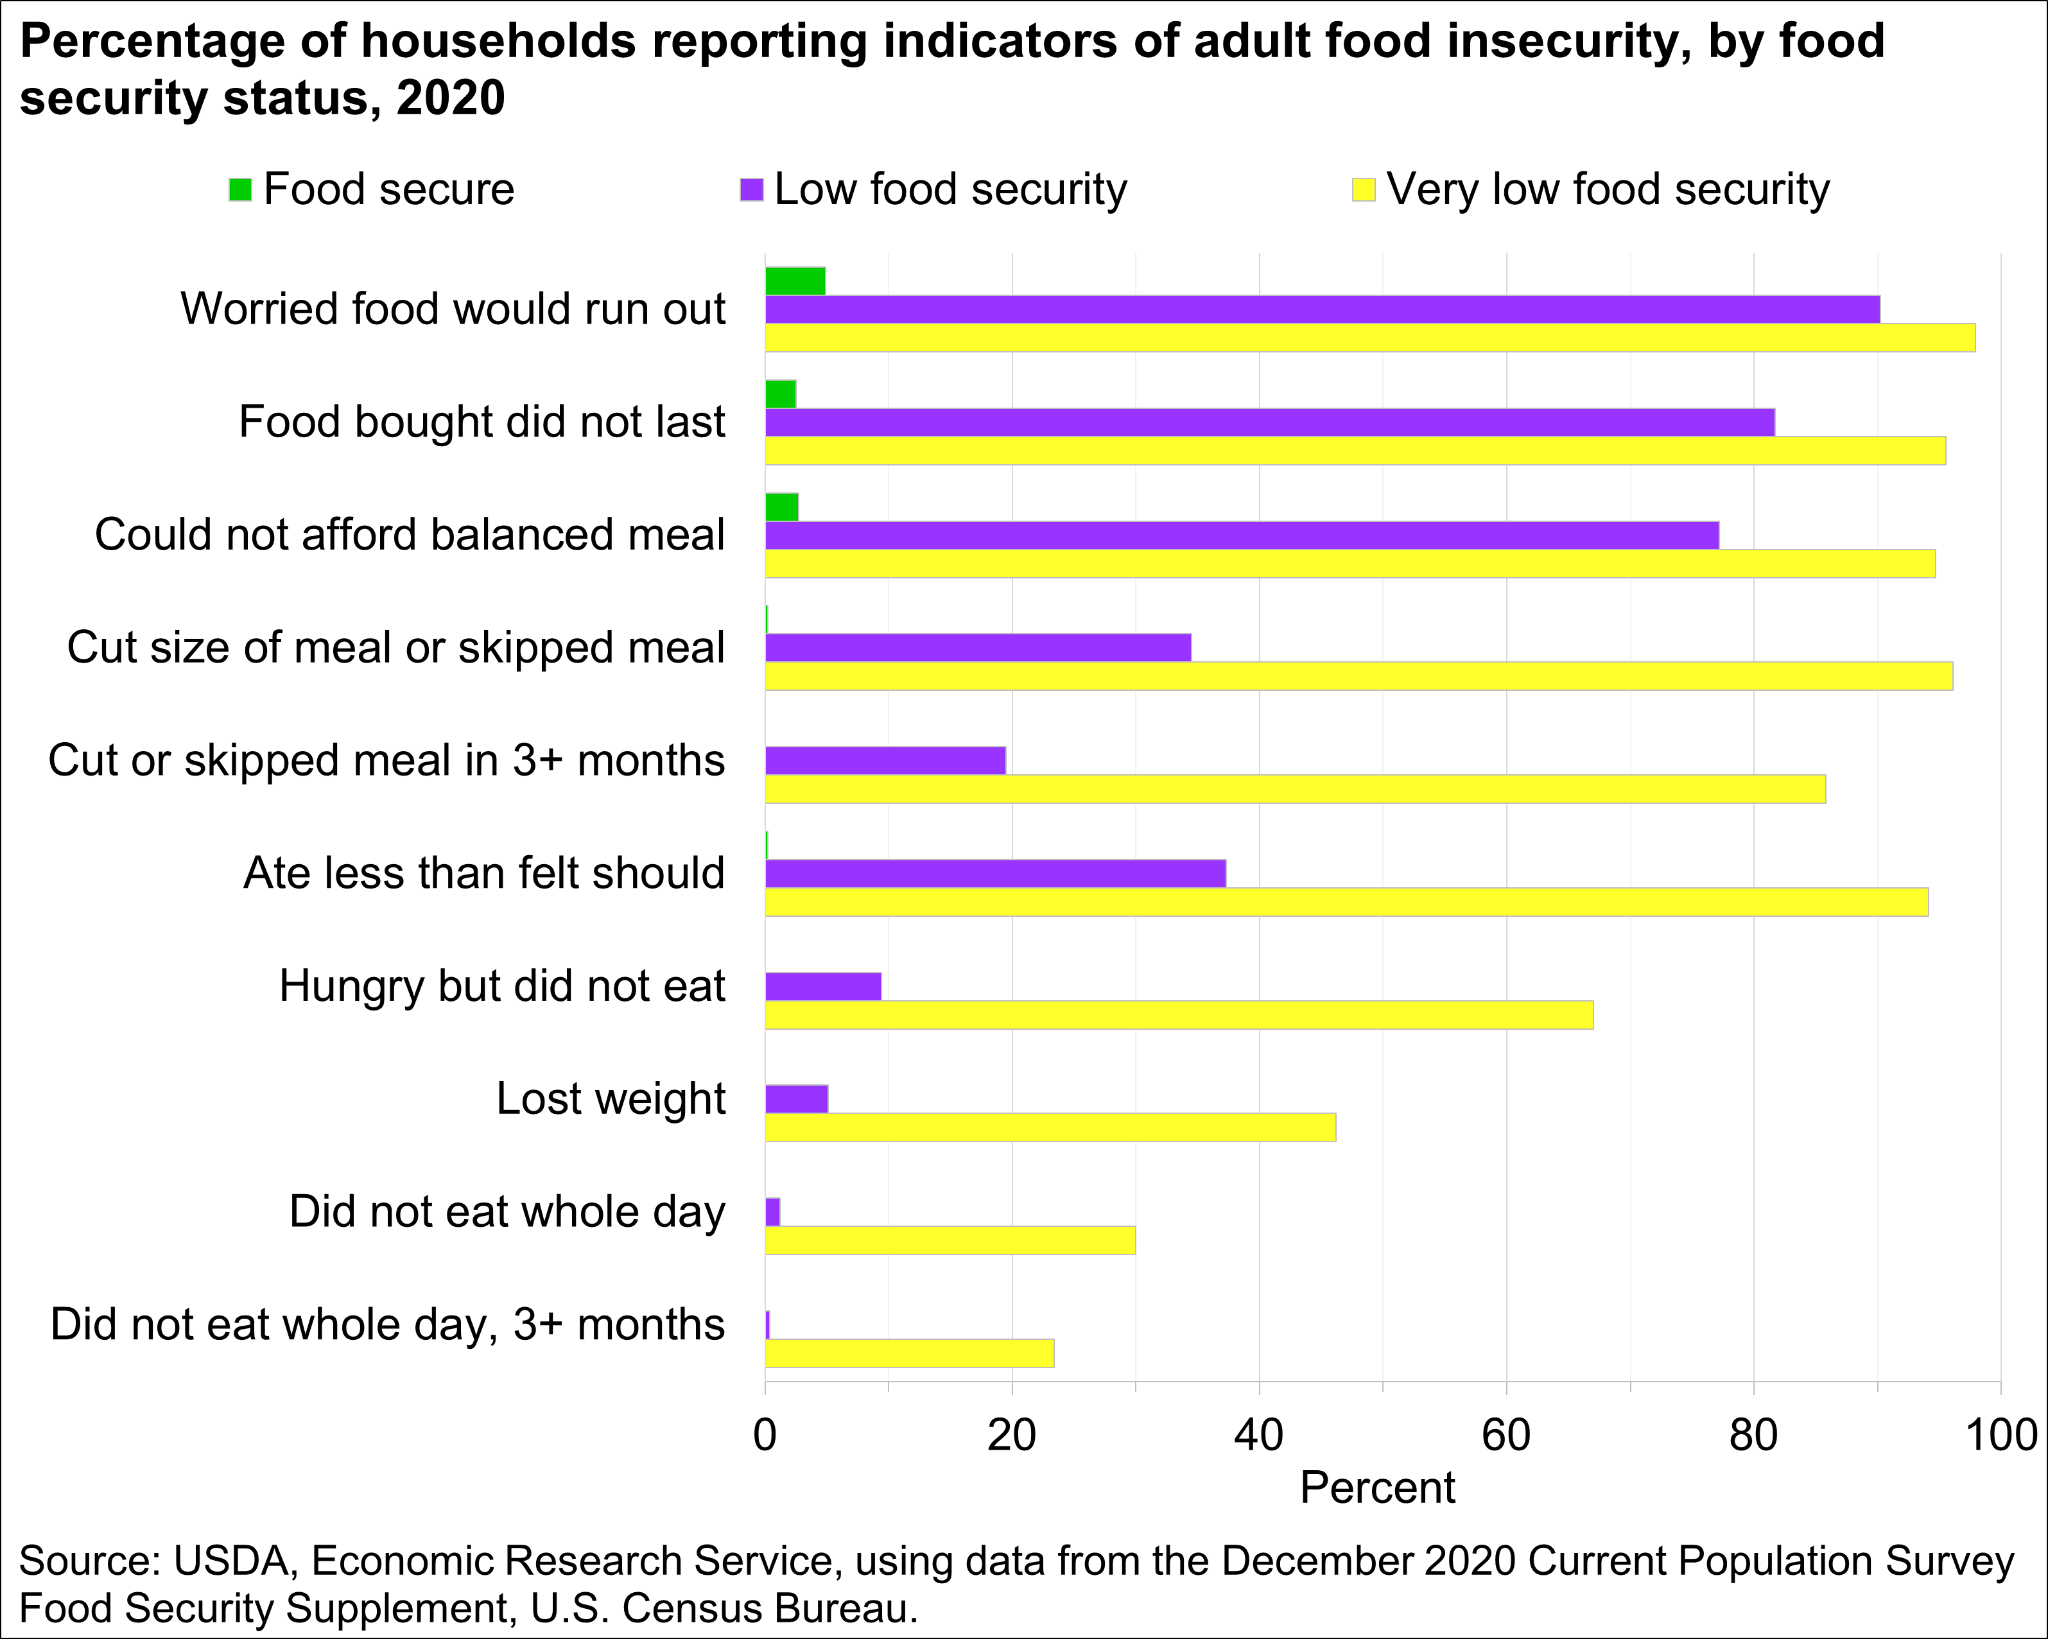 Percentage of households reporting indicators of adult food insecurity, by food
security status, 2020
Food secure
Low food security
Very low food security
Worried food would run out
Food bought did not last
Could not afford balanced meal
Cut size of meal or skipped meal
Cut or skipped meal in 3+ months
Ate less than felt should
Hungry but did not eat
Lost weight
Did not eat whole day
Did not eat whole day, 3+ months
0 20 40 60 80 100
Percent
Source: USDA, Economic Research Service, using data from the December 2020 Current Population Survey
Food Security Supplement, U.S. Census Bureau.